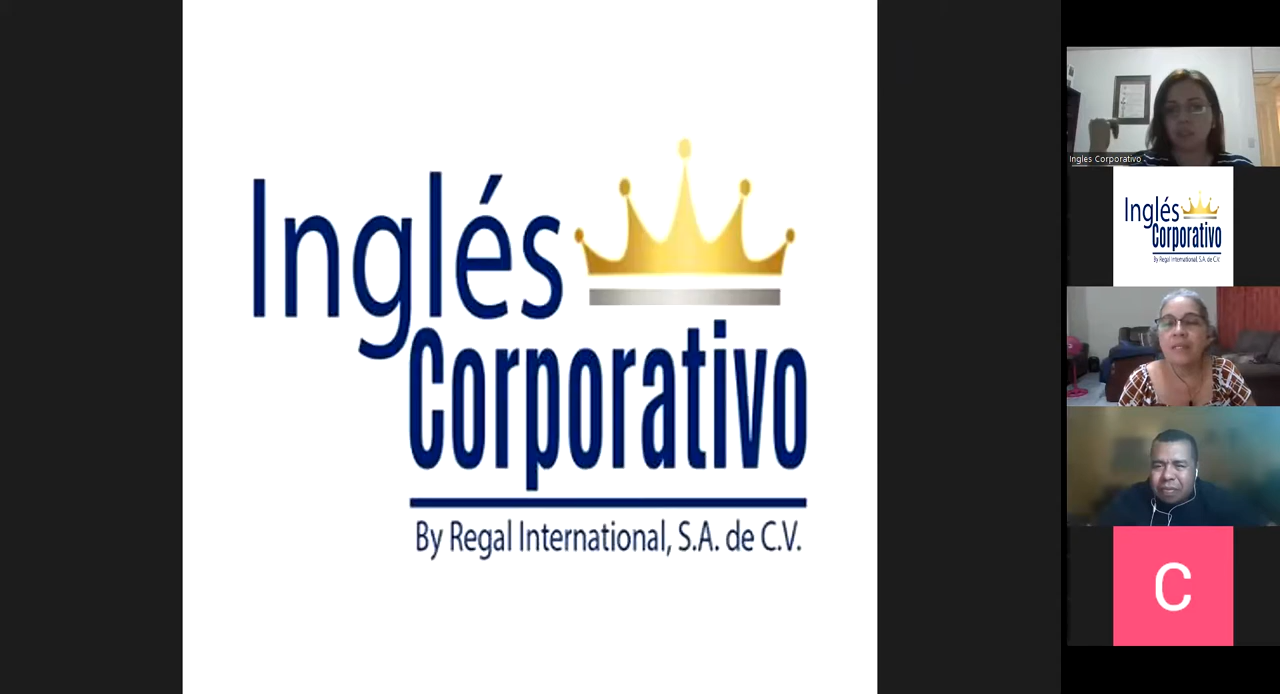 Inglés
Corporativo
By Regal International, S.A. de C.V.
Ingles Corporativo
Inglés
Corporativo
By Regal International, S.A. de C.V.
C